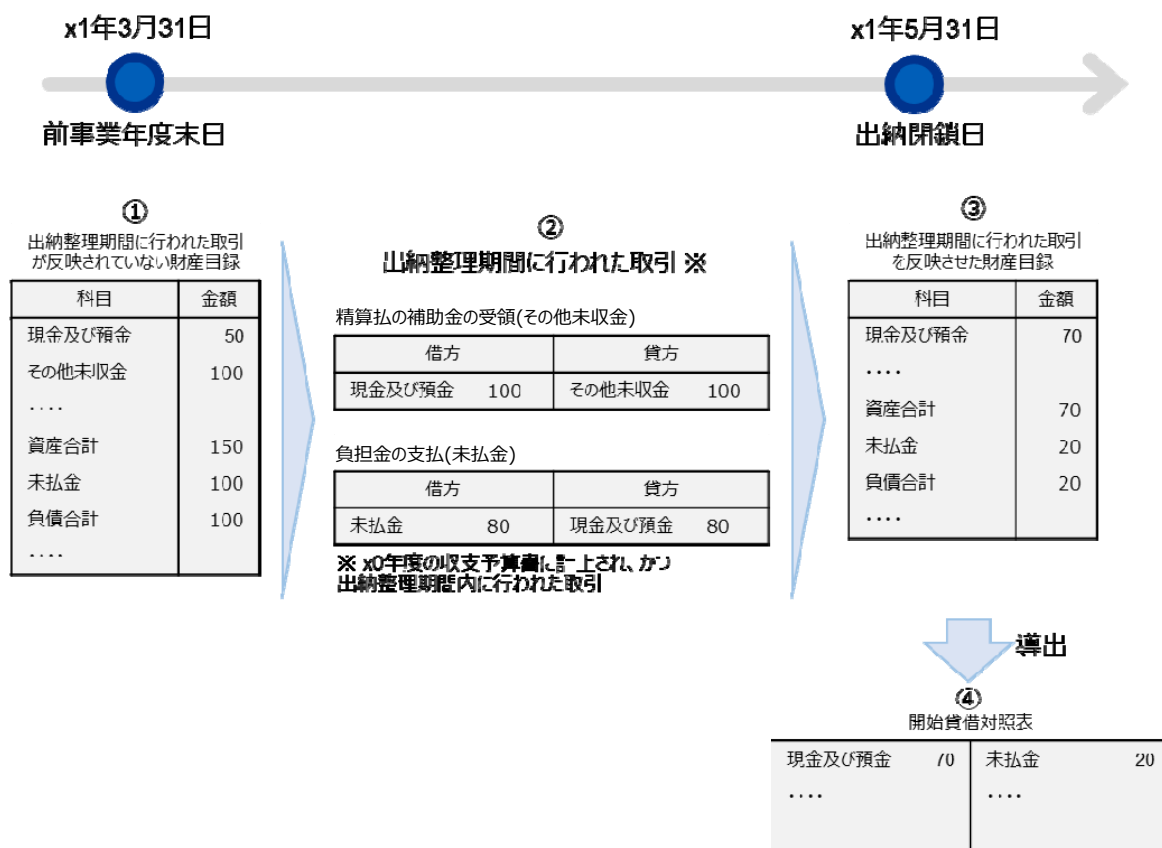 x1年3月31日
x1年5月31日
前事業年度末日
出納閉鎖日
①
出納整理期間に行われた取引
が反映されていない財産目録
科目 金額
現金及び預金 50
その他未収金 100
....
資産合計 150
未払金 100
負債合計 100
....
②
出納整理期間に行われた取引 ※
精算払の補助金の受領(その他未収金)
借方 貸方
現金及び預金 100 その他未収金 100
負担金の支払(未払金)
借方 貸方
未払金 80 現金及び預金 80
※ x0年度の収支予算書に計上され、かつ
出納整理期間内に行われた取引
③
出納整理期間に行われた取引
を反映させた財産目録
科目 金額
現金及び預金 70
....
資産合計 70
未払金 20
負債合計 20
....
導出
④
開始貸借対照表
現金及び預金 70 未払金 20
.... ....